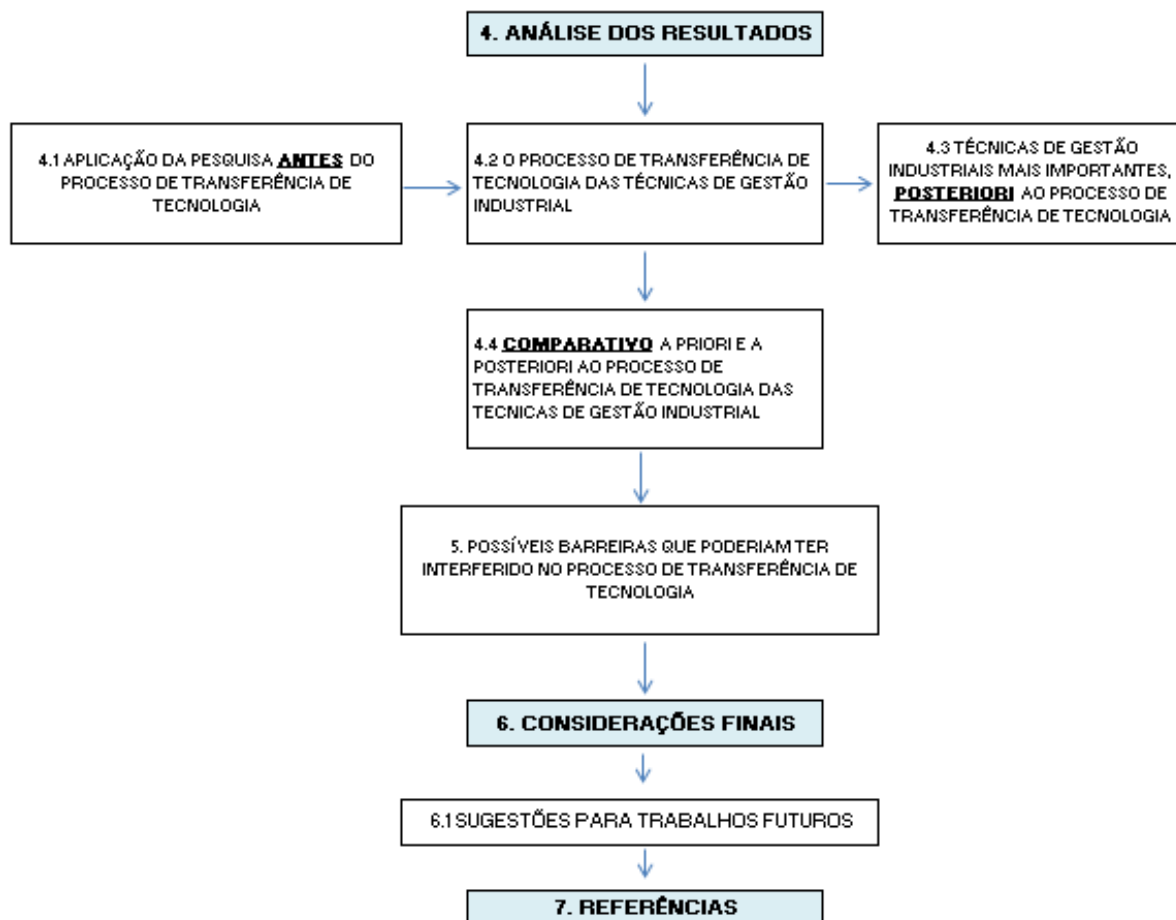 4. ANÁLISE DOS RESULTADOS
4.1 APLICAÇÃO DA PESQUISA ANTES DO
PROCESSO DE TRANSFERÊNCIA DE
TECNOLOGIA
4.2 O PROCESSO DE TRANSFERÊNCIA DE
TECNOLOGIA DAS TÉCNICAS DE GESTÃO
INDUSTRIAL
4.3 TÉCNICAS DE GESTÃO
INDUSTRIAIS MAIS IMPORTANTES,
POSTERIORI AO PROCESSO DE
TRANSFERÊNCIA DE TECNOLOGIA
4.4 COMPARATIVO A PRIORI E A
POSTERIORI AO PROCESSO DE
TRANSFERÊNCIA DE TECNOLOGIA DAS
TECNICAS DE GESTÃO INDUSTRIAL
5. POSSÍVEIS BARREIRAS QUE PODERIAM TER
INTERFERIDO NO PROCESSO DE TRANSFERÊNCIA DE
TECNOLOGIA
6. CONSIDERAÇÕES FINAIS
6.1 SUGESTÕES PARA TRABALHOS FUTUROS
7. REFERÊNCIAS